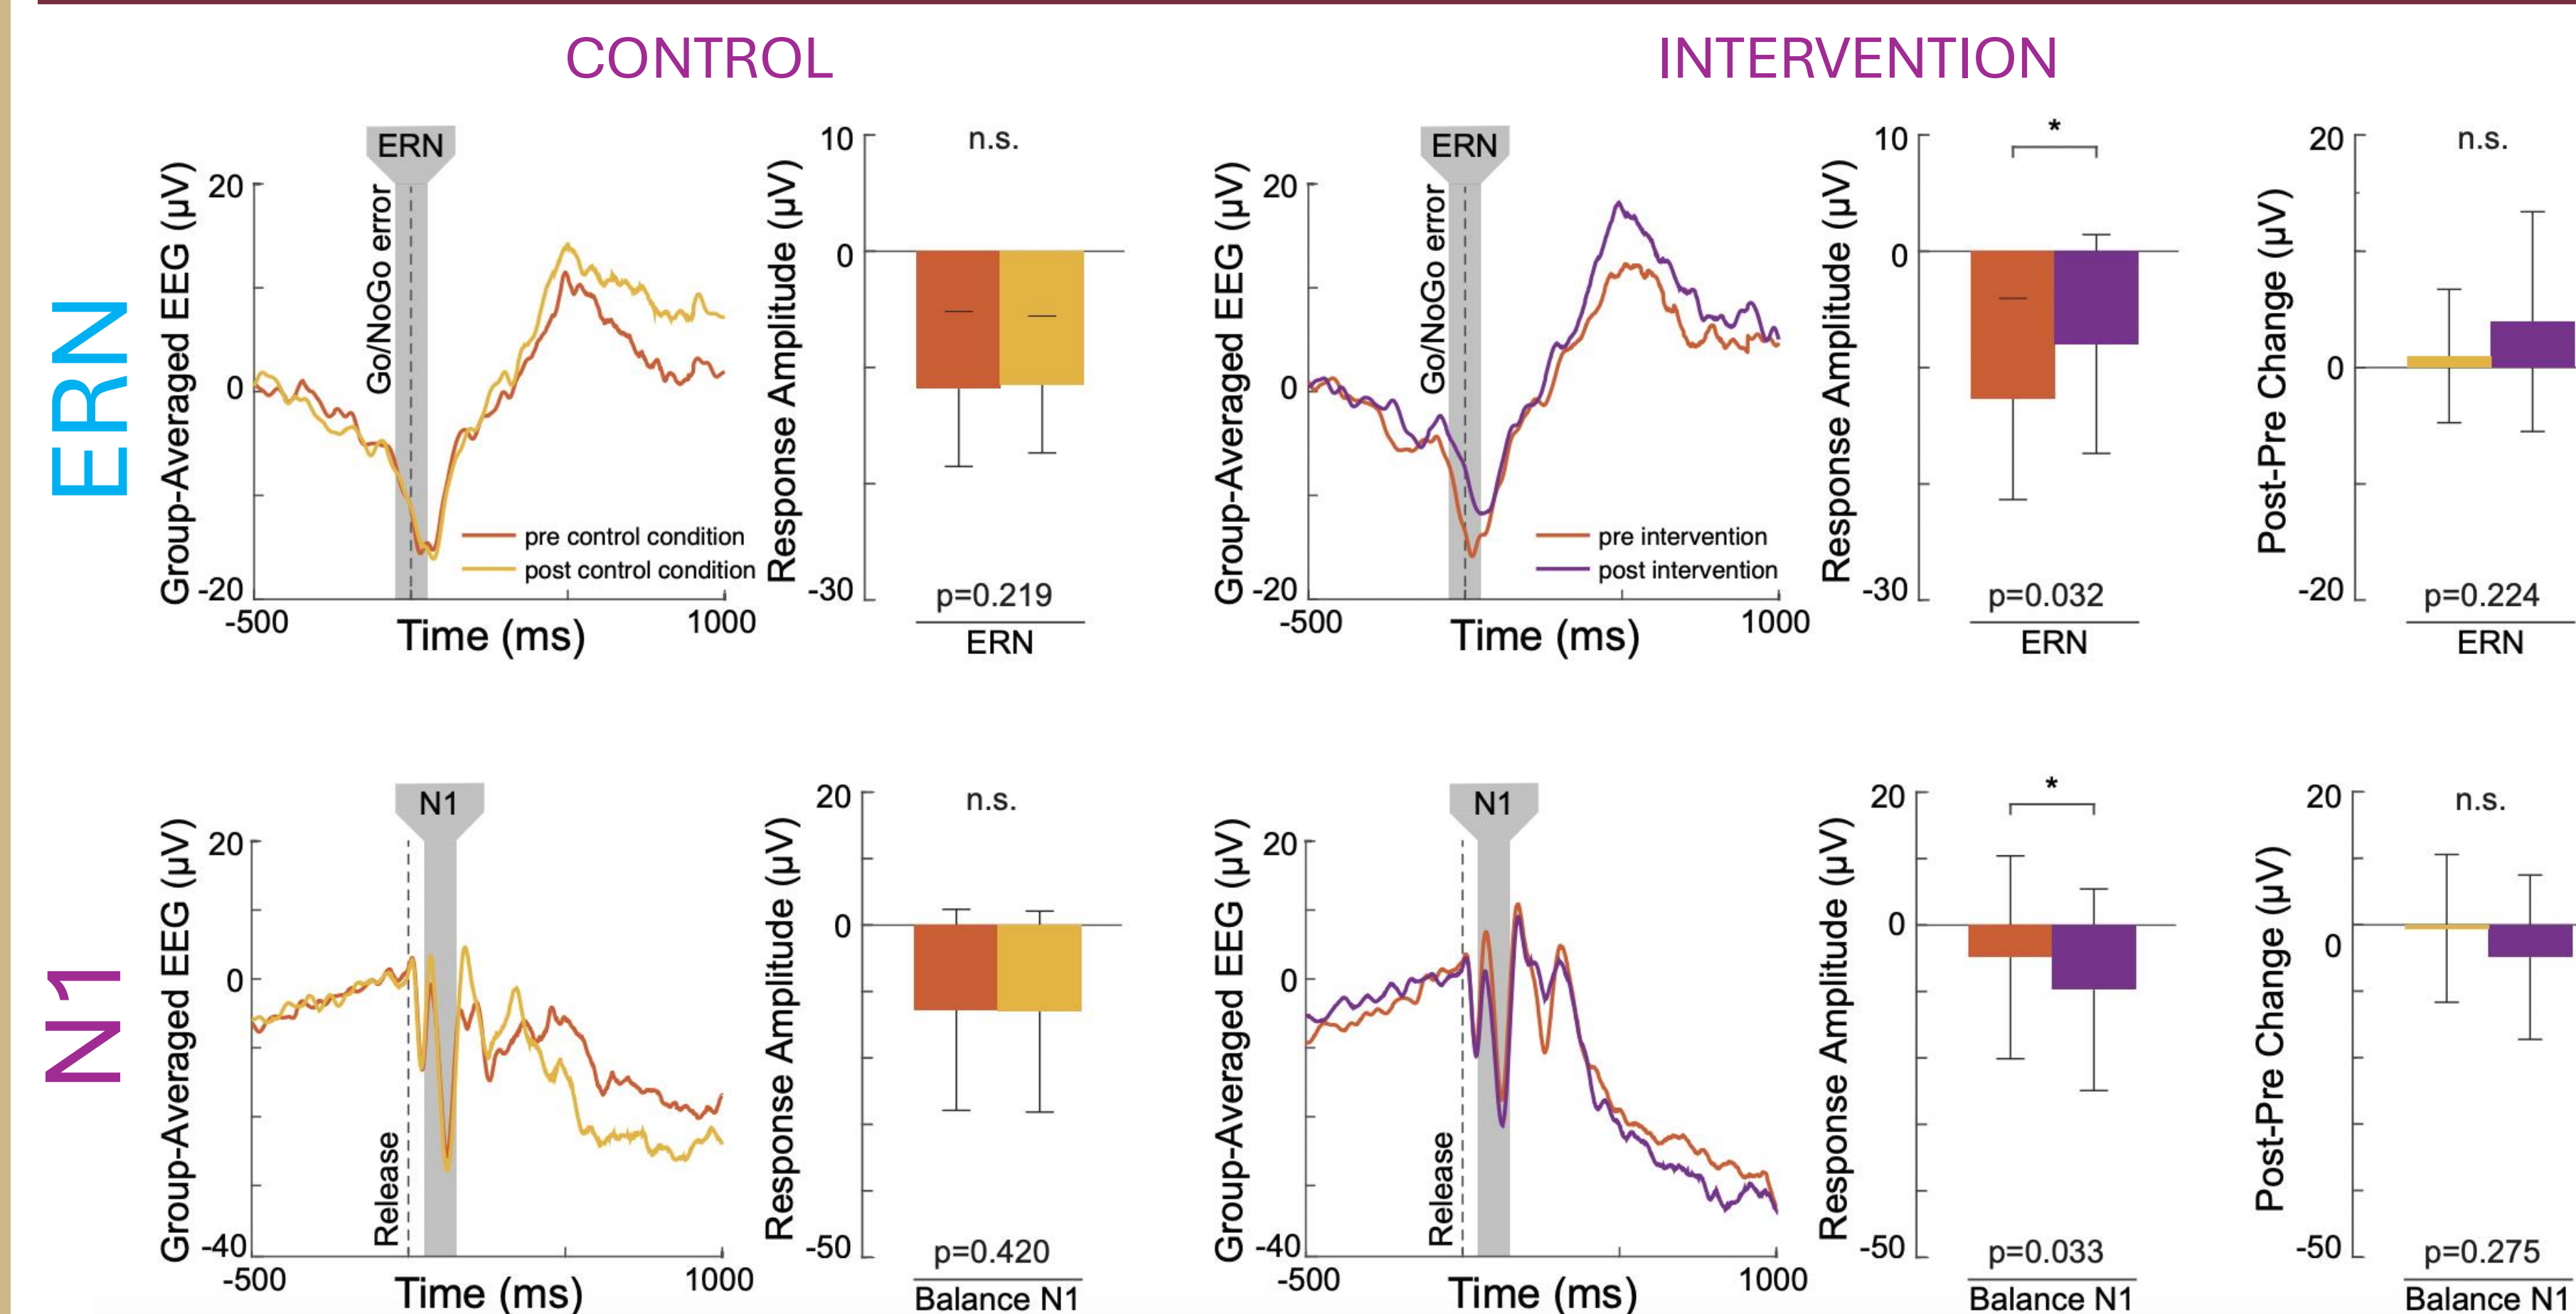 CONTROL
INTERVENTION
ERN
ERN
Group-Averaged EEG (µV)
20
0
-20
Go/NoGo error
pre control condition
post control condition
-500
1000
Time (ms)
Response Amplitude (µV)
10
0
-30
n.s.
p=0.219
ERN
ERN
Group-Averaged EEG (µV)
20
0
-20
Go/NoGo error
pre intervention
post intervention
-500
1000
Time (ms)
Response Amplitude (µV)
10
0
-30
*
p=0.032
ERN
Post-Pre Change (µV)
20
0
-20
n.s.
p=0.224
ERN
N1
N1
Group-Averaged EEG (µV)
20
0
-40
Release
-500
1000
Time (ms)
Response Amplitude (µV)
20
0
-50
n.s.
p=0.420
Balance N1
N1
Group-Averaged EEG (µV)
20
0
-40
Release
-500
1000
Time (ms)
Response Amplitude (µV)
20
0
-50
*
p=0.033
Balance N1
Post-Pre Change (µV)
20
0
-50
n.s.
p=0.275
Balance N1